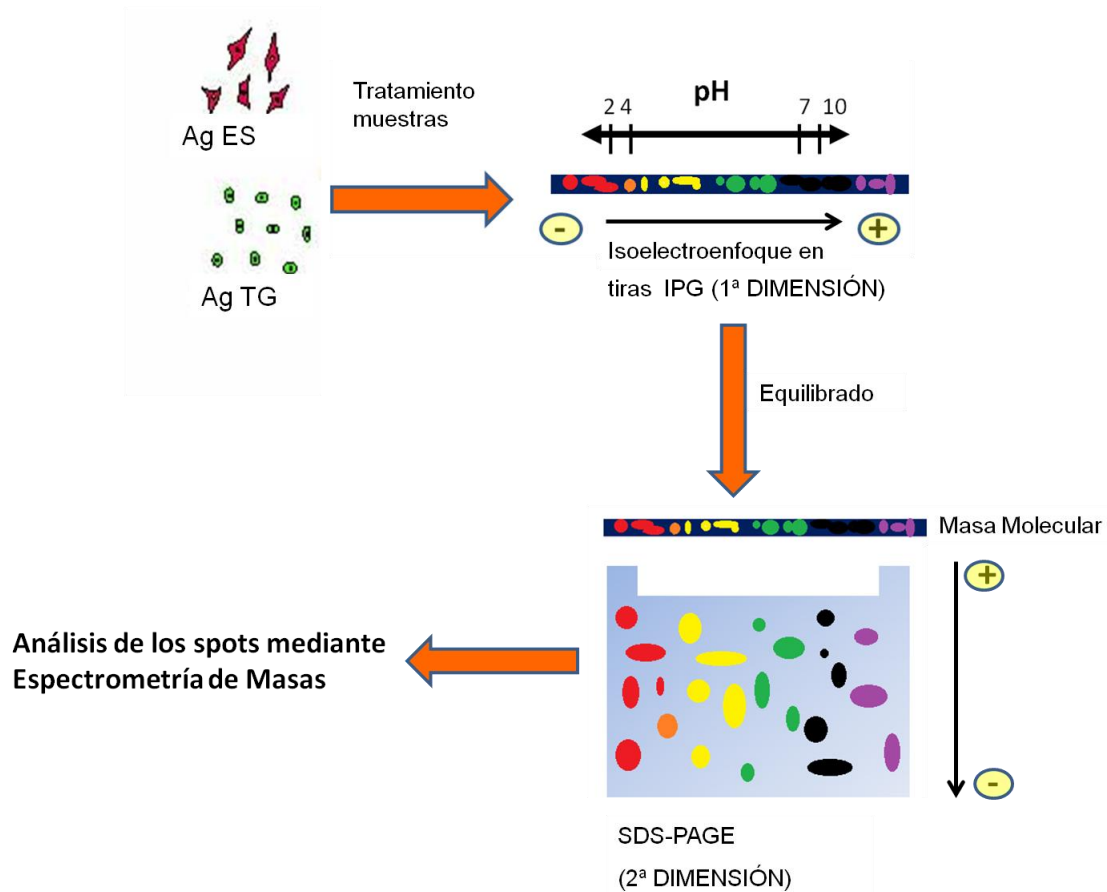 Ag ES
Ag TG
Tratamiento
muestras
pH
2 4 7 10
- +
Isoelectroenfoque en
tiras IPG (1ª DIMENSIÓN)
Equilibrado
Masa Molecular
+
-
Análisis de los spots mediante
Espectrometría de Masas
SDS-PAGE
(2ª DIMENSIÓN)